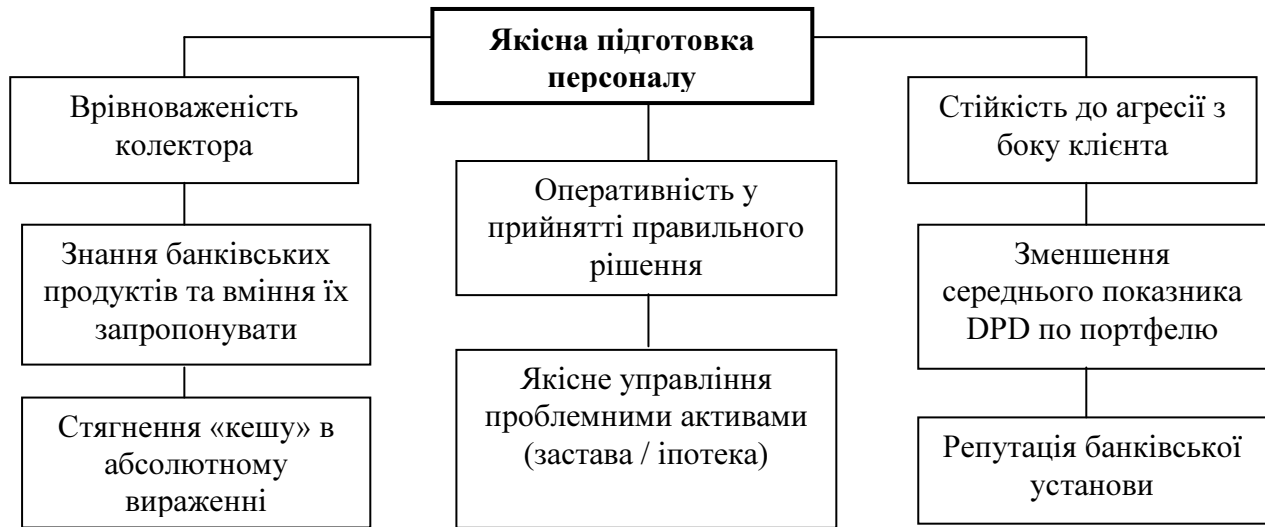 Якісна підготовка
персоналу
Врівноваженість
колектора
Знання банківських
продуктів та вміння їх
запропонувати
Стягнення «кешу» в
абсолютному
вираженні
Оперативність у
прийнятті правильного
рішення
Якісне управління
проблемними активами
(застава / іпотека)
Стійкість до агресії з
боку клієнта
Зменшення
середнього показника
DPD по портфелю
Репутація банківської
установи